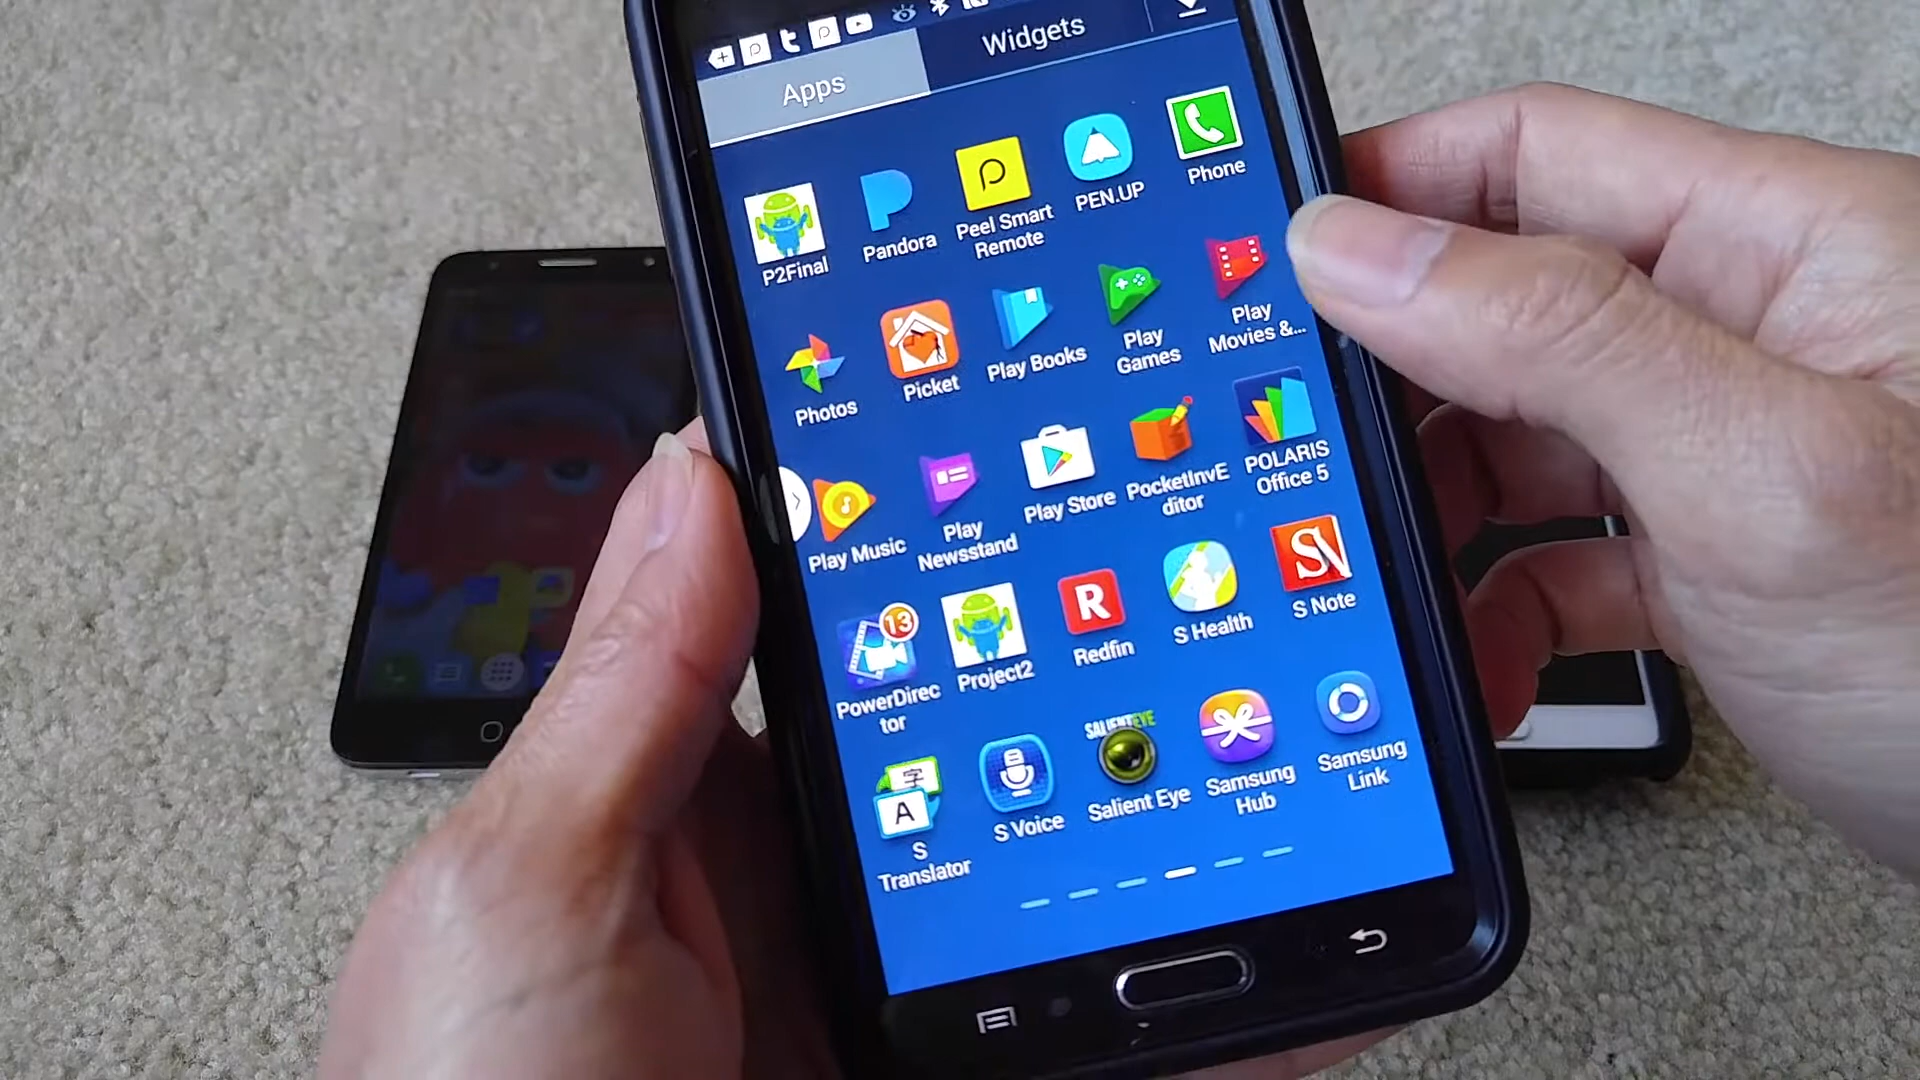 Apps
Widgets
P2Final
Pandora
Peel Smart
Remote
PEN.UP
Phone
Photos
Picket
Play Books
Play
Games
Play
Movies &...
Play Music
Play
Newsstand
Play Store
PocketInvE
ditor
POLARIS
Office 5
13
PowerDirec
tor
Project2
R
Redfin
S Health
S Note
字
A
S
Translator
S Voice
SALIENTEYE
Salient Eye
Samsung
Hub
Samsung
Link